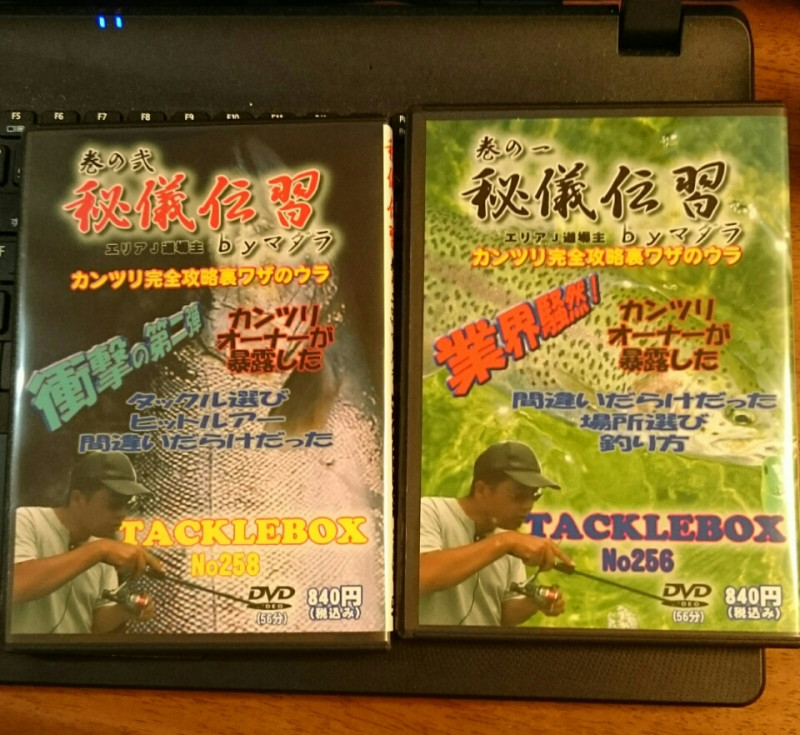 F5
F6
F7
F8
F9
F10
F11
巻の弐
秘儀伝習
エリアJ道場主 byマダラ
カンツリ完全攻略裏ワザのウラ
衝撃の第二弾
カンツリ
オーナーが
暴露した
タックル選び
ヒットルアー
間違いだらけだった
TACKLEBOX
No258
DVD
(56分)
840円
(税込み)
巻の一
秘儀伝習
エリアJ道場主 byマダラ
カンツリ完全攻略裏ワザのウラ
業界騒然!
カンツリ
オーナーが
暴露した
間違いだらけだった
場所選び
釣り方
TACKLEBOX
No256
DVD
(56分)
840円
(税込み)